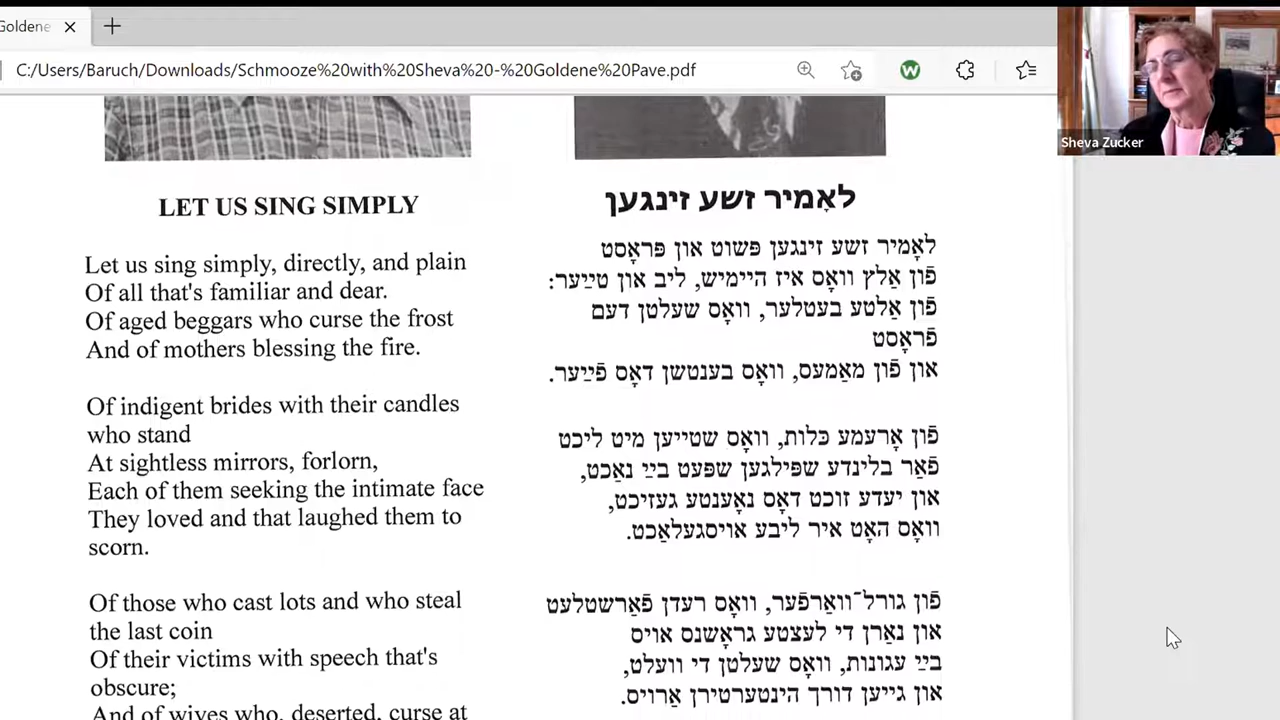 Goldene
C:/Users/Baruch/Downloads/Schmooze%20with%20Sheva%20-%20Goldene%20Pave.pdf
Sheva Zucker
LET US SING SIMPLY
Let us sing simply, directly, and plain
Of all that's familiar and dear.
Of aged beggars who curse the frost
And of mothers blessing the fire.
Of indigent brides with their candles
who stand
At sightless mirrors, forlorn,
Each of them seeking the intimate face
They loved and that laughed them to
scorn.
Of those who cast lots and who steal
the last coin
Of their victims with speech that's
obscure;
And of wives who, deserted, curse at
לאָמיר זשע זינגען
לאָמיר זשע זינגען פּשוט און פּראָסט
פֿון אַלץ וואָס איז היימיש, ליב און טײַער:
פֿון אַלטע בעטלער, וואָס שעלטן דעם
פֿראָסט
און פֿון מאַמעס, וואָס בענטשן דאָס פֿײַער.
פֿון אָרעמע כּלות, וואָס שטייען מיט ליכט
פֿאַר בלינדע שפּילגען שפּעט בײַ נאַכט,
און יעדע זוכט דאָס נאָענטע געזיכט,
וואָס האָט איר ליבע אויסגעלאַכט.
פֿון גורל־וואַרפֿער, וואָס רעדן פֿאַרשטעלט
און נאַרן די לעצטע גראָשנס אויס
בײַ עגונות, וואָס שעלטן די וועלט,
און גייען דורך הינטערטירן אַרויס.